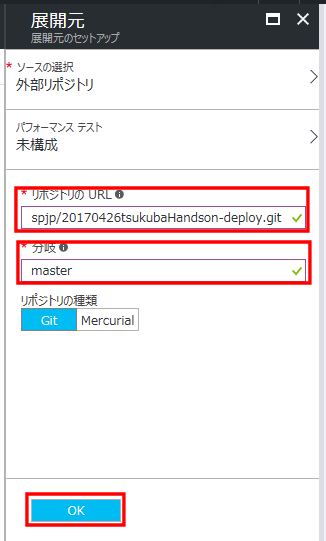 展開元
展開元のセットアップ
* ソースの選択
外部リポジトリ
パフォーマンス テスト
未構成
* リポジトリの URL
spjp/20170426tsukubaHandson-deploy.git
* 分岐
master
リポジトリの種類
Git Mercurial
OK